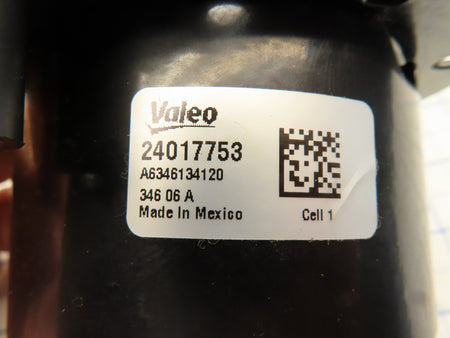 Valeo
24017753
A6346134120
346 06 A
Made In Mexico
Cell 1